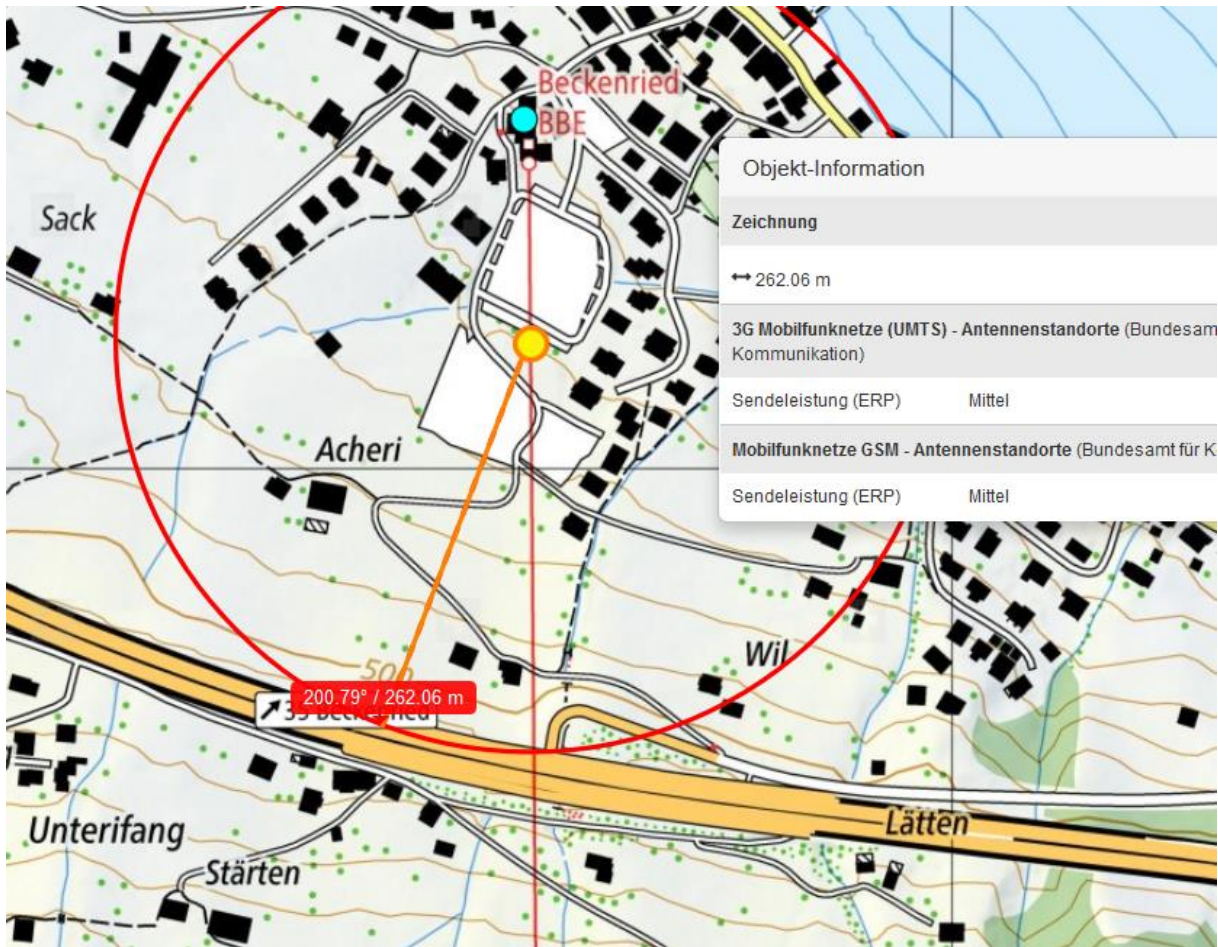 Beckenried
BBE
Sack
Objekt-Information
Zeichnung
262.06 m
3G Mobilfunknetze (UMTS) - Antennenstandorte (Bundesam
Kommunikation)
Sendeleistung (ERP) Mittel
Mobilfunknetze GSM - Antennenstandorte (Bundesamt für K
Sendeleistung (ERP) Mittel
Acheri
Wil
500
200.79° / 262.06 m
Lätten
Unterifang
Stärten